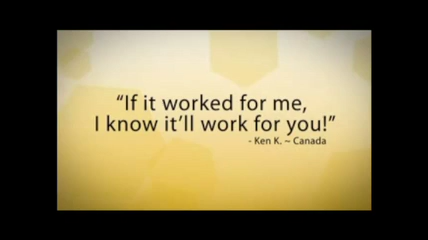 “If it worked for me,
I know it’ll work for you!”
- Ken K. ~ Canada